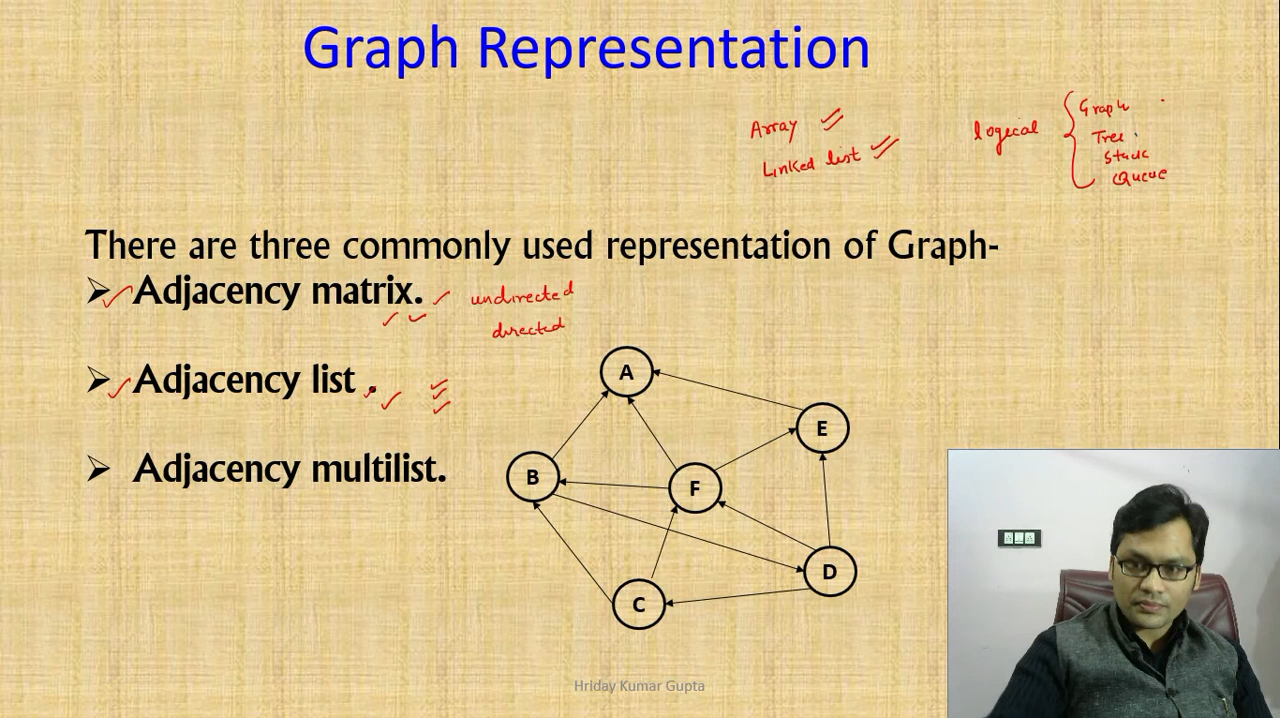 Graph Representation
Array
Linked list
logical
Graph
Tree
Stack
Queue
There are three commonly used representation of Graph-
Adjacency matrix.
undirected
directed
Adjacency list .
Adjacency multilist.
A
E
B
F
D
C
Hriday Kumar Gupta